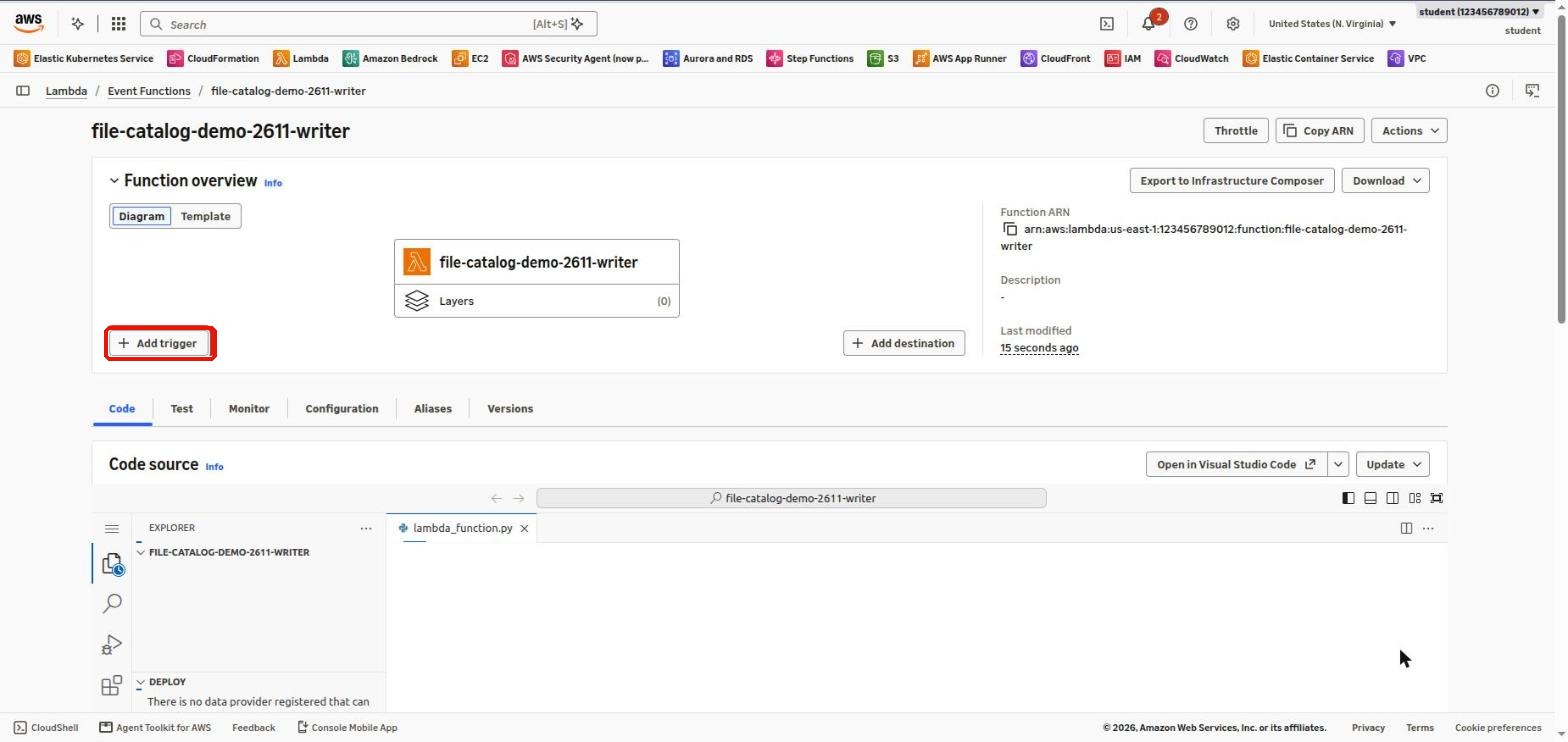 aws
Search [Alt+S]
2
United States (N. Virginia) ▼
student (123456789012) ▼
student
Elastic Kubernetes Service CloudFormation Lambda Amazon Bedrock EC2 AWS Security Agent (now p... Aurora and RDS Step Functions S3 AWS App Runner CloudFront IAM CloudWatch Elastic Container Service VPC
Lambda / Event Functions / file-catalog-demo-2611-writer
file-catalog-demo-2611-writer
Throttle Copy ARN Actions
Function overview Info
Export to Infrastructure Composer Download
Diagram Template
file-catalog-demo-2611-writer
Layers (0)
+ Add trigger
+ Add destination
Function ARN
arn:aws:lambda:us-east-1:123456789012:function:file-catalog-demo-2611-
writer
Description
-
Last modified
15 seconds ago
Code Test Monitor Configuration Aliases Versions
Code source Info
Open in Visual Studio Code Update
file-catalog-demo-2611-writer
EXPLORER
lambda_function.py
FILE-CATALOG-DEMO-2611-WRITER
DEPLOY
There is no data provider registered that can
CloudShell Agent Toolkit for AWS Feedback Console Mobile App
© 2026, Amazon Web Services, Inc. or its affiliates. Privacy Terms Cookie preferences